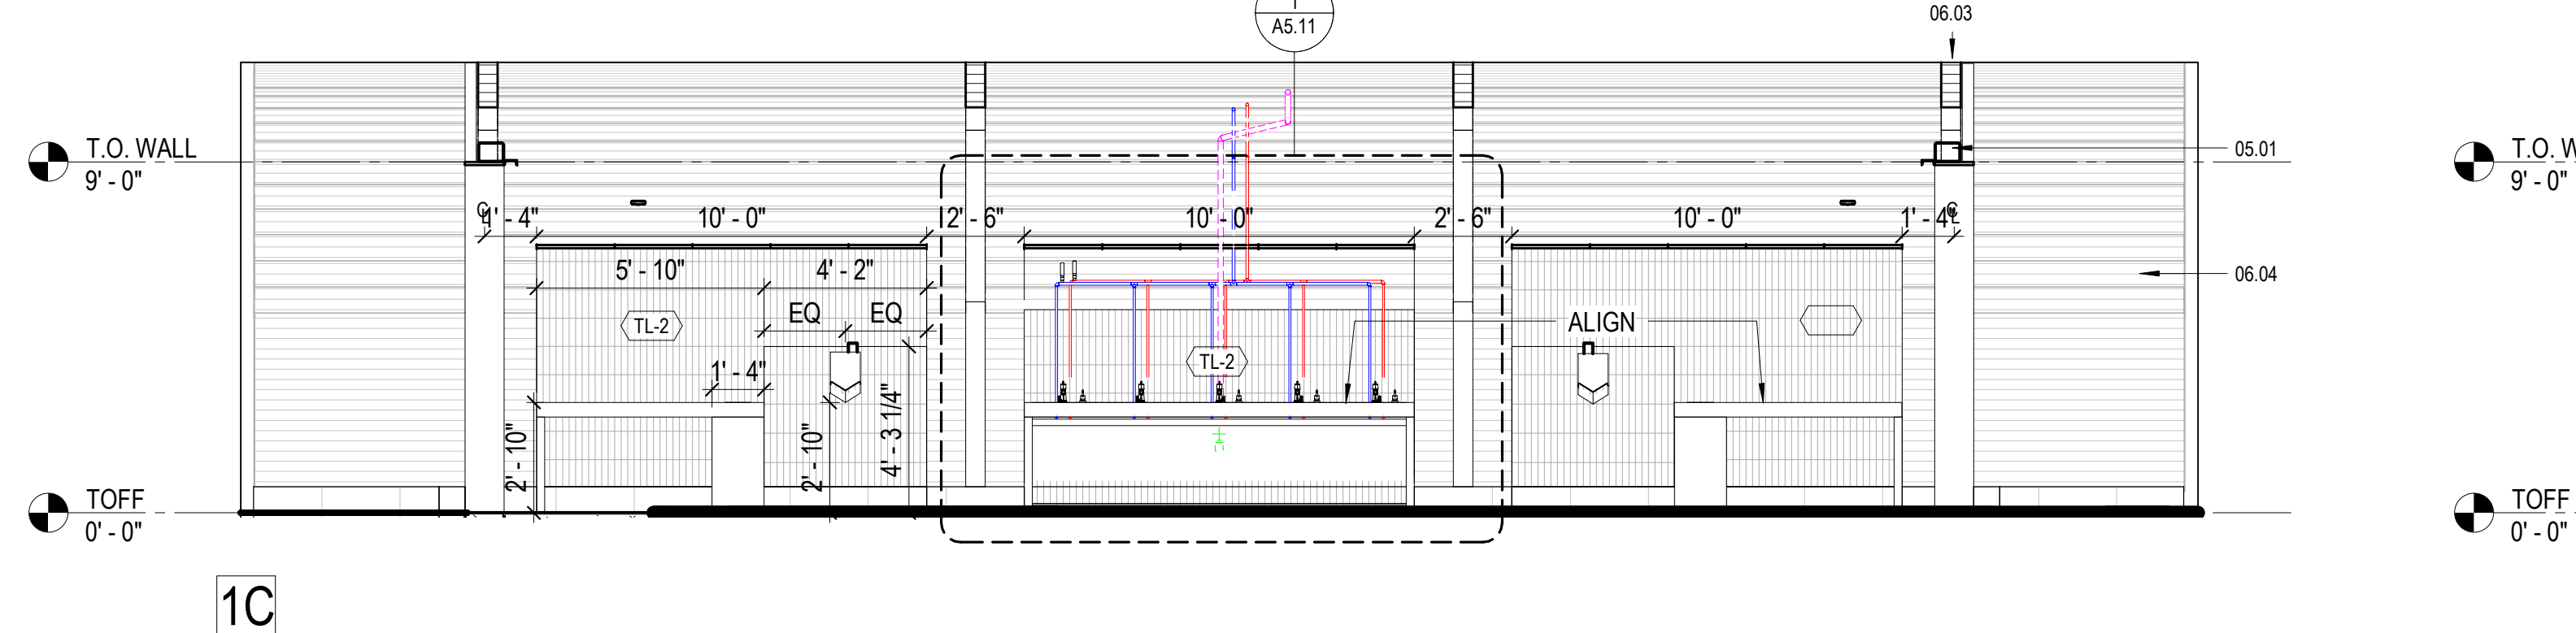 1
A5.11
06.03
T.O. WALL
9' - 0"
05.01
T.O. W
9' - 0"
℄
1' - 4"
10' - 0"
2' - 6"
10' - 0"
2' - 6"
10' - 0"
1' - 4"
℄
5' - 10"
4' - 2"
06.04
EQ
EQ
TL-2
ALIGN
TL-2
1' - 4"
2' - 10"
2' - 10"
4' - 3 1/4"
TOFF
0' - 0"
TOFF
0' - 0"
1C